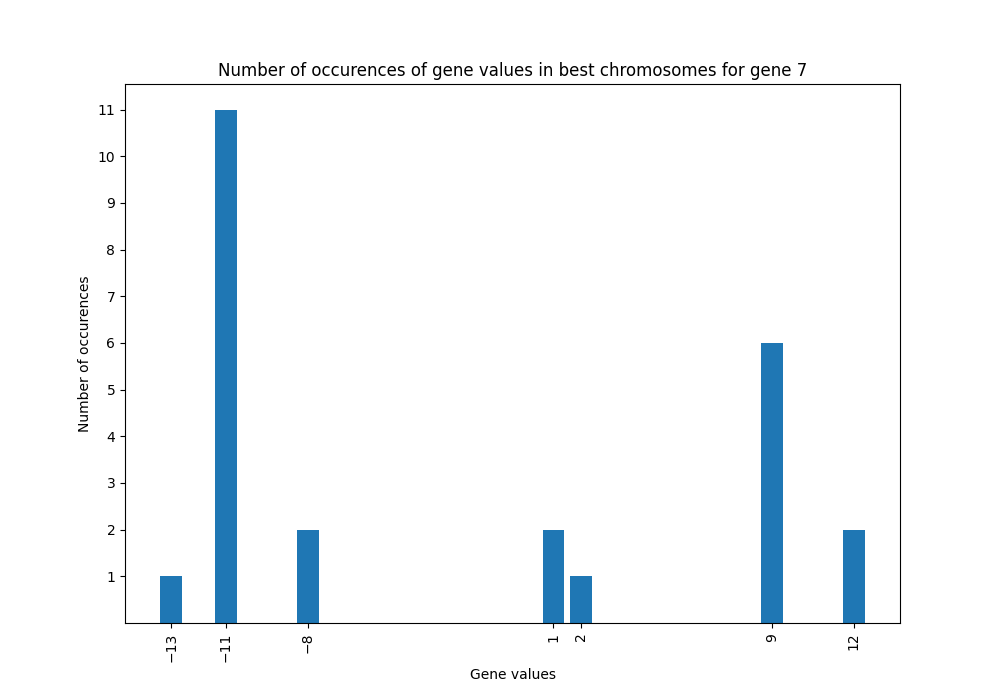 Number of occurences of gene values in best chromosomes for gene 7
11
10
9
8
7
6
5
4
3
2
1
Number of occurences
−13 −11 −8 1 2 9 12
Gene values